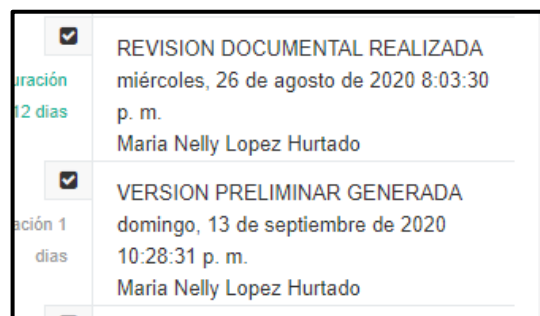 REVISION DOCUMENTAL REALIZADA
uración
miércoles, 26 de agosto de 2020 8:03:30
12 dias
p. m.
Maria Nelly Lopez Hurtado
VERSION PRELIMINAR GENERADA
ación 1
domingo, 13 de septiembre de 2020
dias
10:28:31 p. m.
Maria Nelly Lopez Hurtado